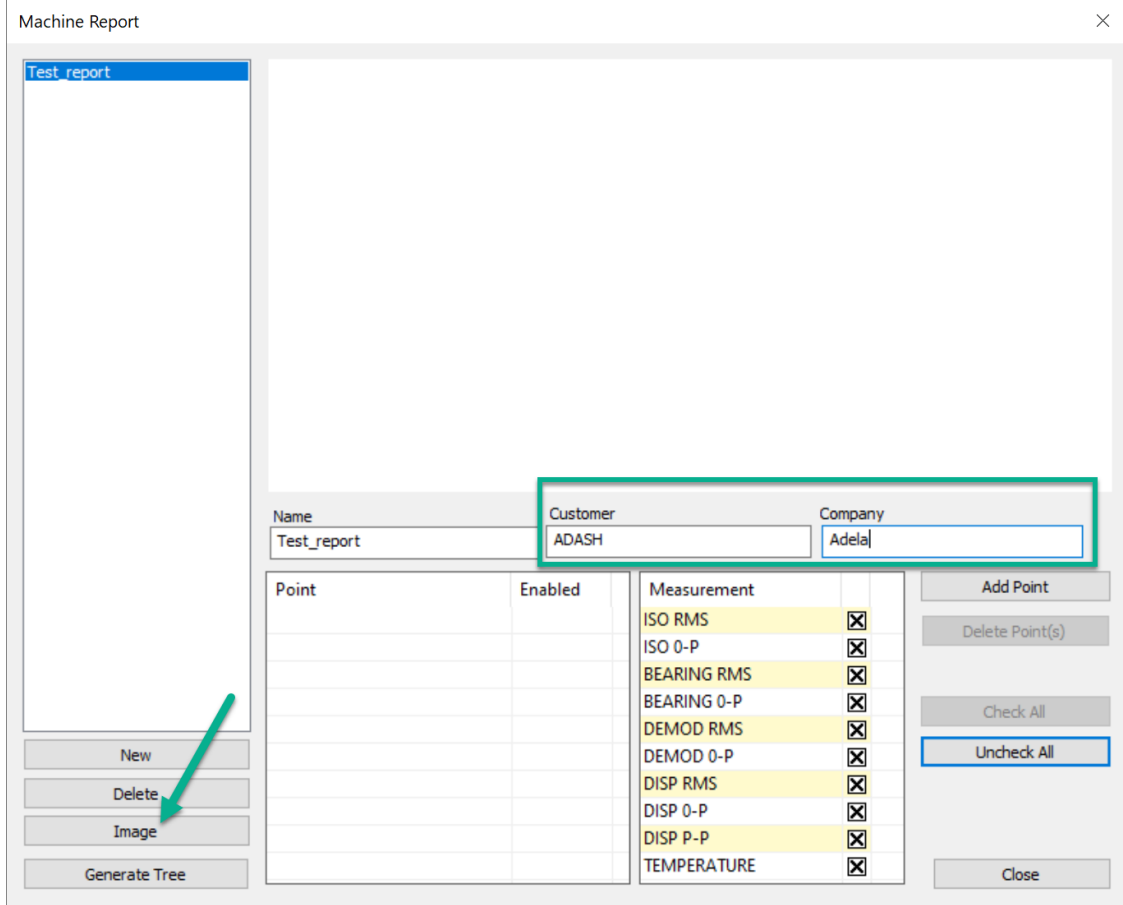 Machine Report
Test_report
Name
Customer
Company
Test_report
ADASH
Adela
Point
Enabled
Measurement
ISO RMS
ISO 0-P
BEARING RMS
BEARING 0-P
DEMOD RMS
DEMOD 0-P
DISP RMS
DISP 0-P
DISP P-P
TEMPERATURE
Add Point
Delete Point(s)
Check All
Uncheck All
New
Delete
Image
Generate Tree
Close